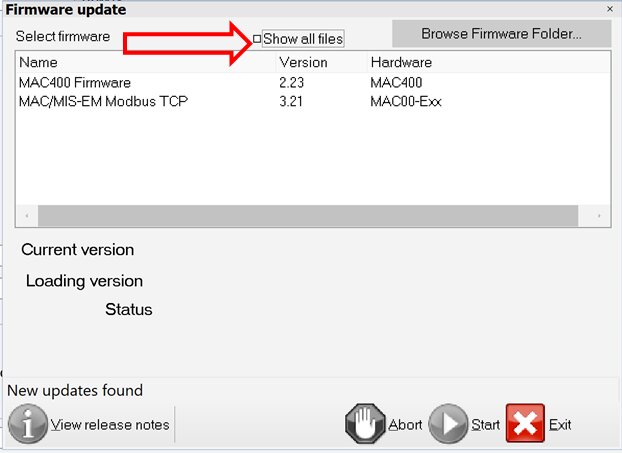 Firmware update
Select firmware
Show all files
Browse Firmware Folder...
Name Version Hardware
MAC400 Firmware 2.23 MAC400
MAC/MIS-EM Modbus TCP 3.21 MAC00-Exx
Current version
Loading version
Status
New updates found
View release notes
Abort
Start
Exit